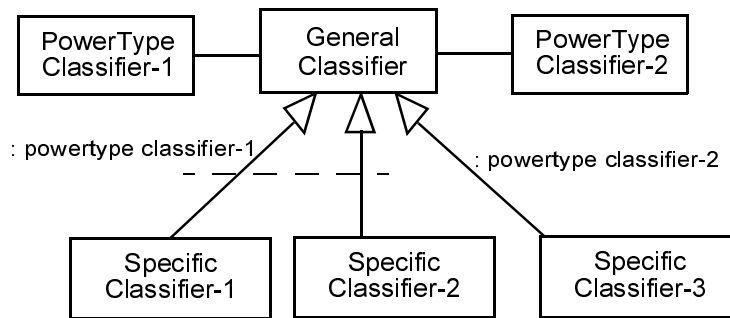 PowerType
Classifier-1
General
Classifier
PowerType
Classifier-2
: powertype classifier-1
: powertype classifier-2
Specific
Classifier-1
Specific
Classifier-2
Specific
Classifier-3